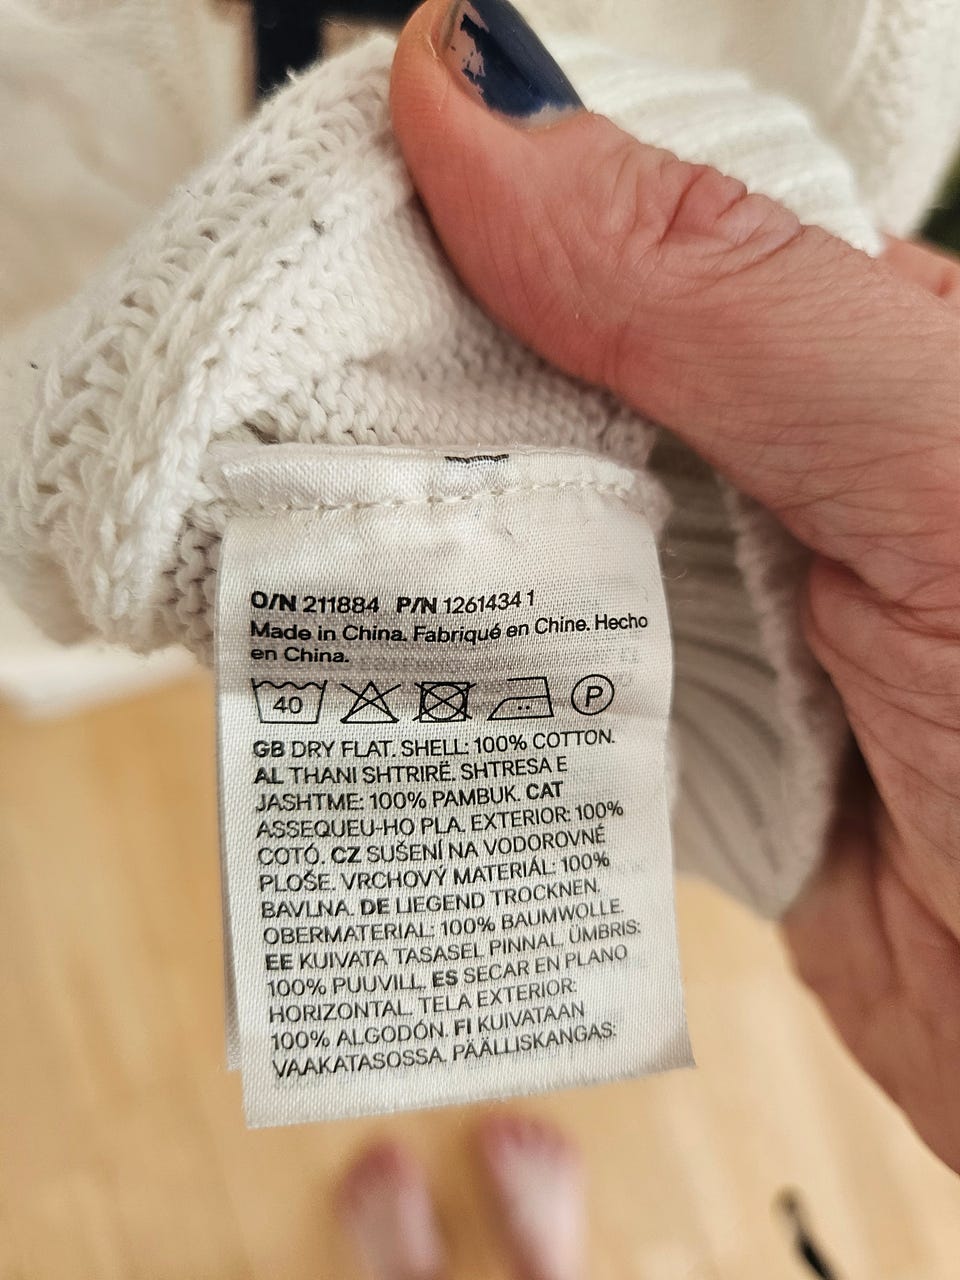 O/N 211884 P/N 1261434 1
Made in China. Fabriqué en Chine. Hecho
en China.
40 P
GB DRY FLAT. SHELL: 100% COTTON.
AL THANI SHTRIRË. SHTRESA E
JASHTME: 100% PAMBUK. CAT
ASSEQUEU-HO PLA. EXTERIOR: 100%
COTÓ. CZ SUŠENÍ NA VODOROVNÉ
PLOŠE. VRCHOVÝ MATERIÁL: 100%
BAVLNA. DE LIEGEND TROCKNEN.
OBERMATERIAL: 100% BAUMWOLLE.
EE KUIVATA TASASEL PINNAL. ÜMBRIS:
100% PUUVILL. ES SECAR EN PLANO
HORIZONTAL. TELA EXTERIOR:
100% ALGODÓN. FI KUIVATAAN
VAAKATASOSSA. PÄÄLLISKANGAS: